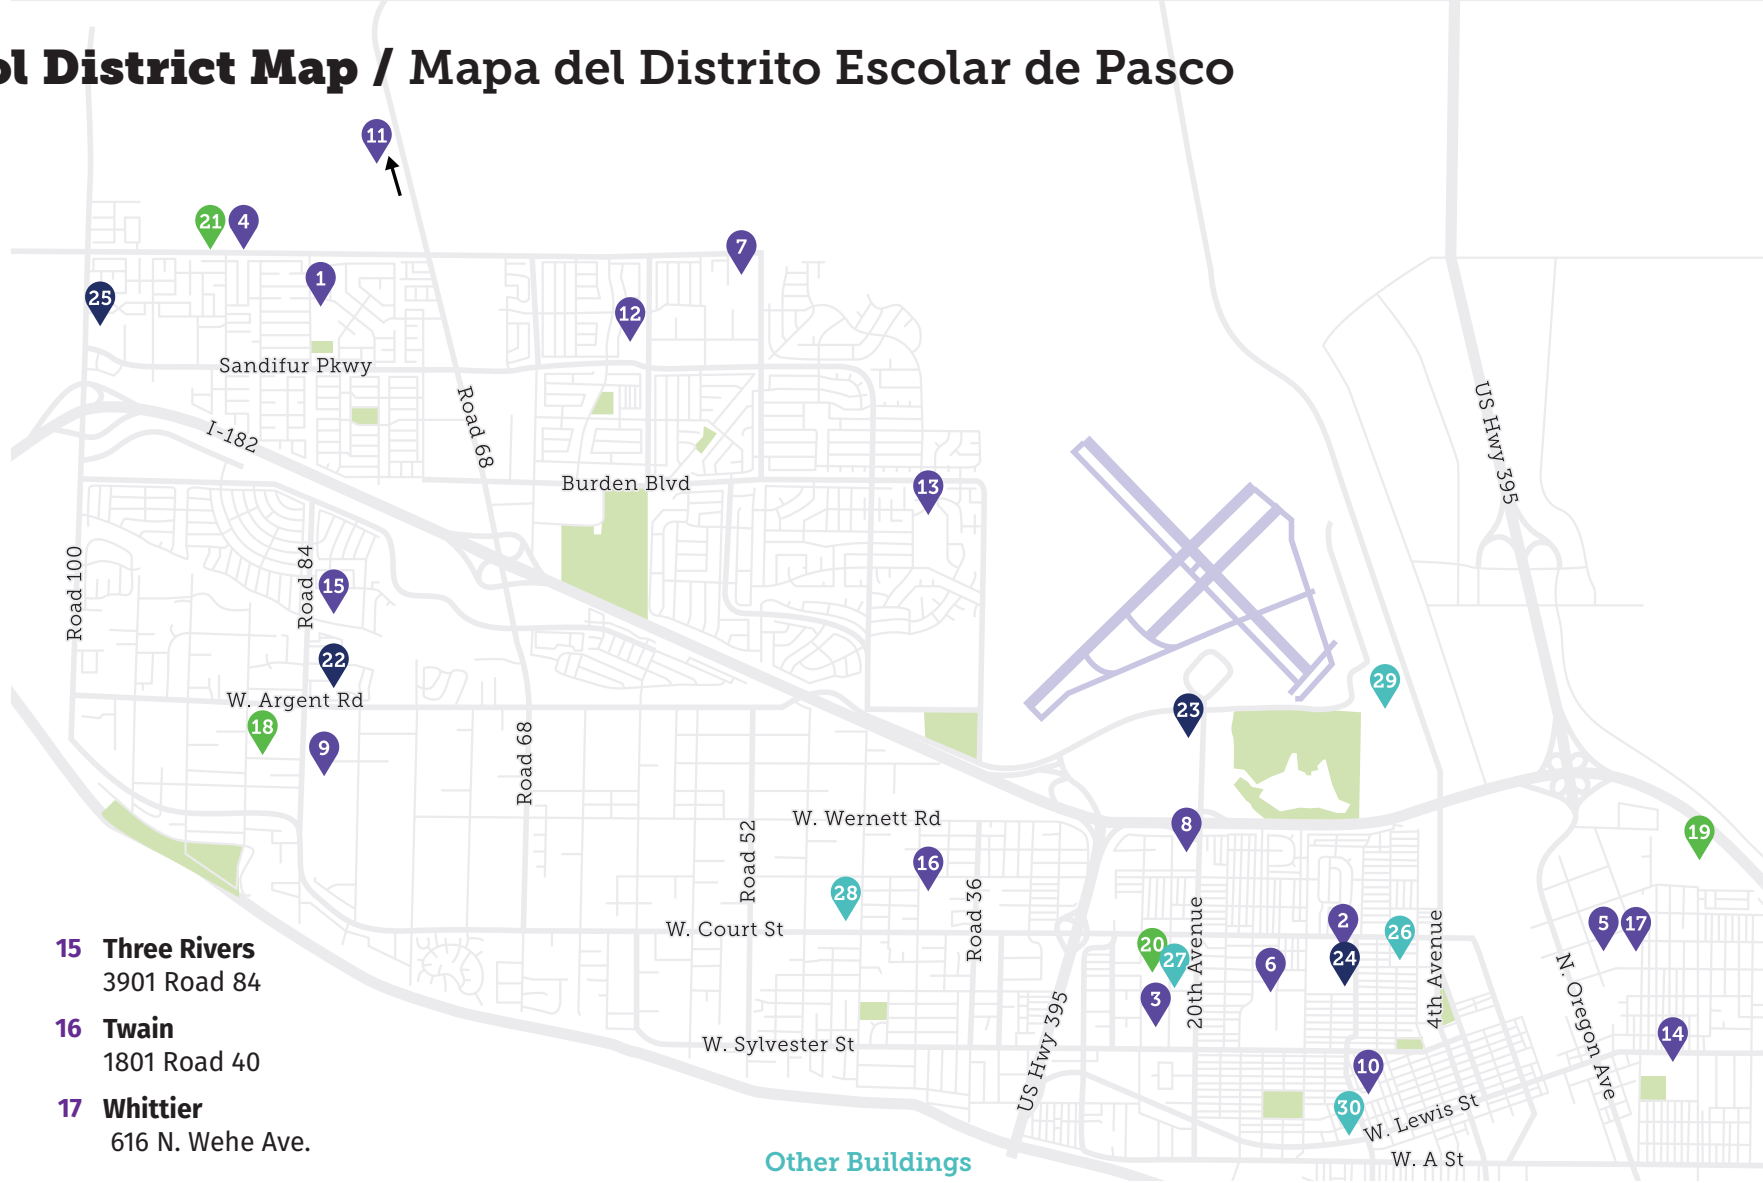 ol District Map / Mapa del Distrito Escolar de Pasco
11
21
4
7
1
25
12
Sandifur Pkwy
Road 68
I-182
US Hwy 395
Burden Blvd
13
Road 100
Road 84
15
22
29
W. Argent Rd
23
18
9
Road 68
W. Wernett Rd
8
19
Road 52
16
28
Road 36
W. Court St
20th Avenue
2
26
4th Avenue
5
17
20
27
6
24
3
N. Oregon Ave
US Hwy 395
14
W. Sylvester St
10
30
W. Lewis St
W. A St
15 Three Rivers
3901 Road 84
16 Twain
1801 Road 40
17 Whittier
616 N. Wehe Ave.
Other Buildings